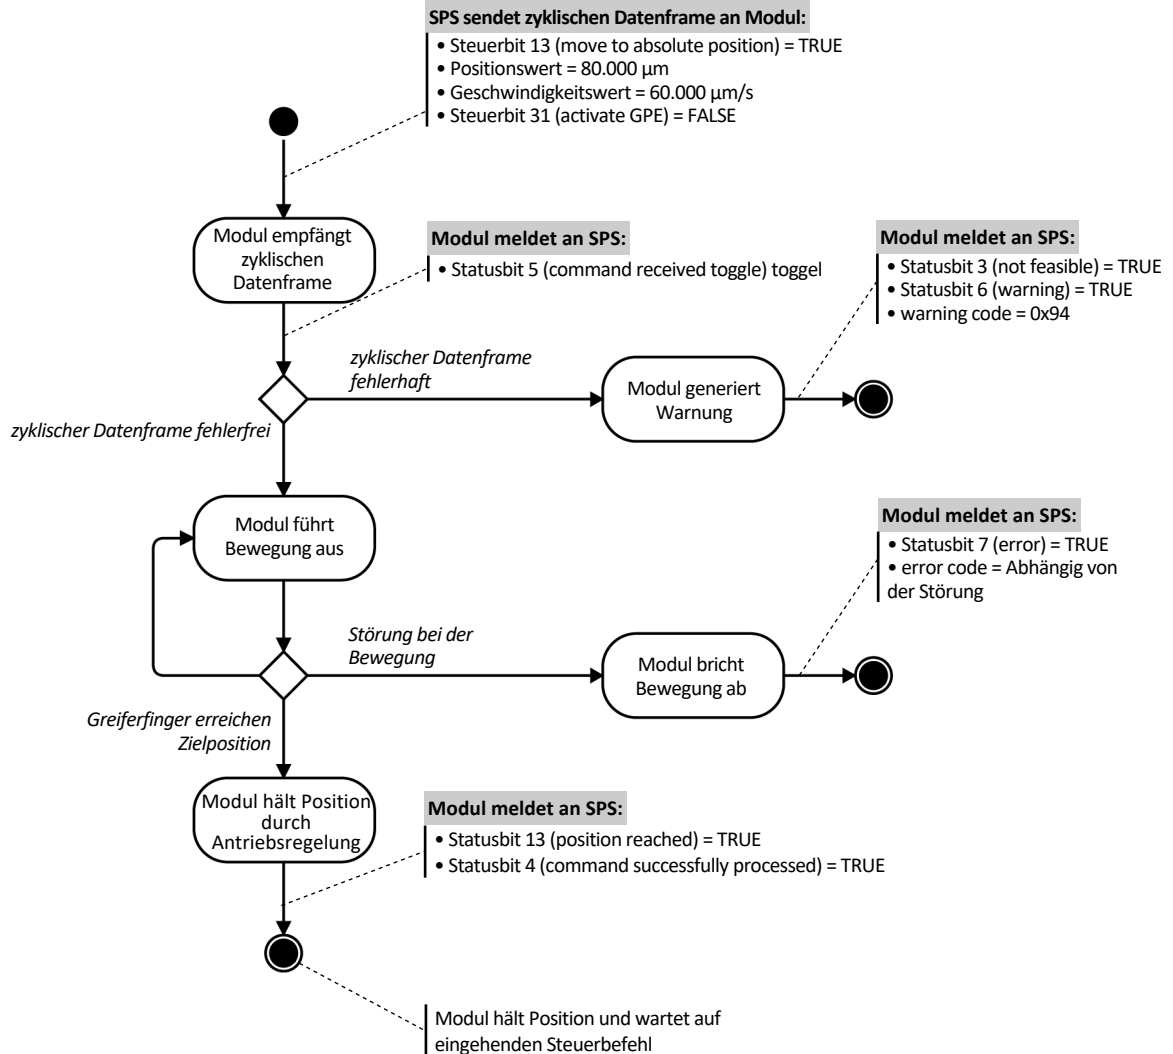 SPS sendet zyklischen Datenframe an Modul:
• Steuerbit 13 (move to absolute position) = TRUE
• Positionswert = 80.000 µm
• Geschwindigkeitswert = 60.000 µm/s
• Steuerbit 31 (activate GPE) = FALSE
Modul empfängt
zyklischen
Datenframe
Modul meldet an SPS:
• Statusbit 5 (command received toggle) toggel
Modul meldet an SPS:
• Statusbit 3 (not feasible) = TRUE
• Statusbit 6 (warning) = TRUE
• warning code = 0x94
zyklischer Datenframe
fehlerhaft
Modul generiert
Warnung
zyklischer Datenframe fehlerfrei
Modul führt
Bewegung aus
Modul meldet an SPS:
• Statusbit 7 (error) = TRUE
• error code = Abhängig von
der Störung
Störung bei der
Bewegung
Modul bricht
Bewegung ab
Greiferfinger erreichen
Zielposition
Modul hält Position
durch
Antriebsregelung
Modul meldet an SPS:
• Statusbit 13 (position reached) = TRUE
• Statusbit 4 (command successfully processed) = TRUE
Modul hält Position und wartet auf
eingehenden Steuerbefehl